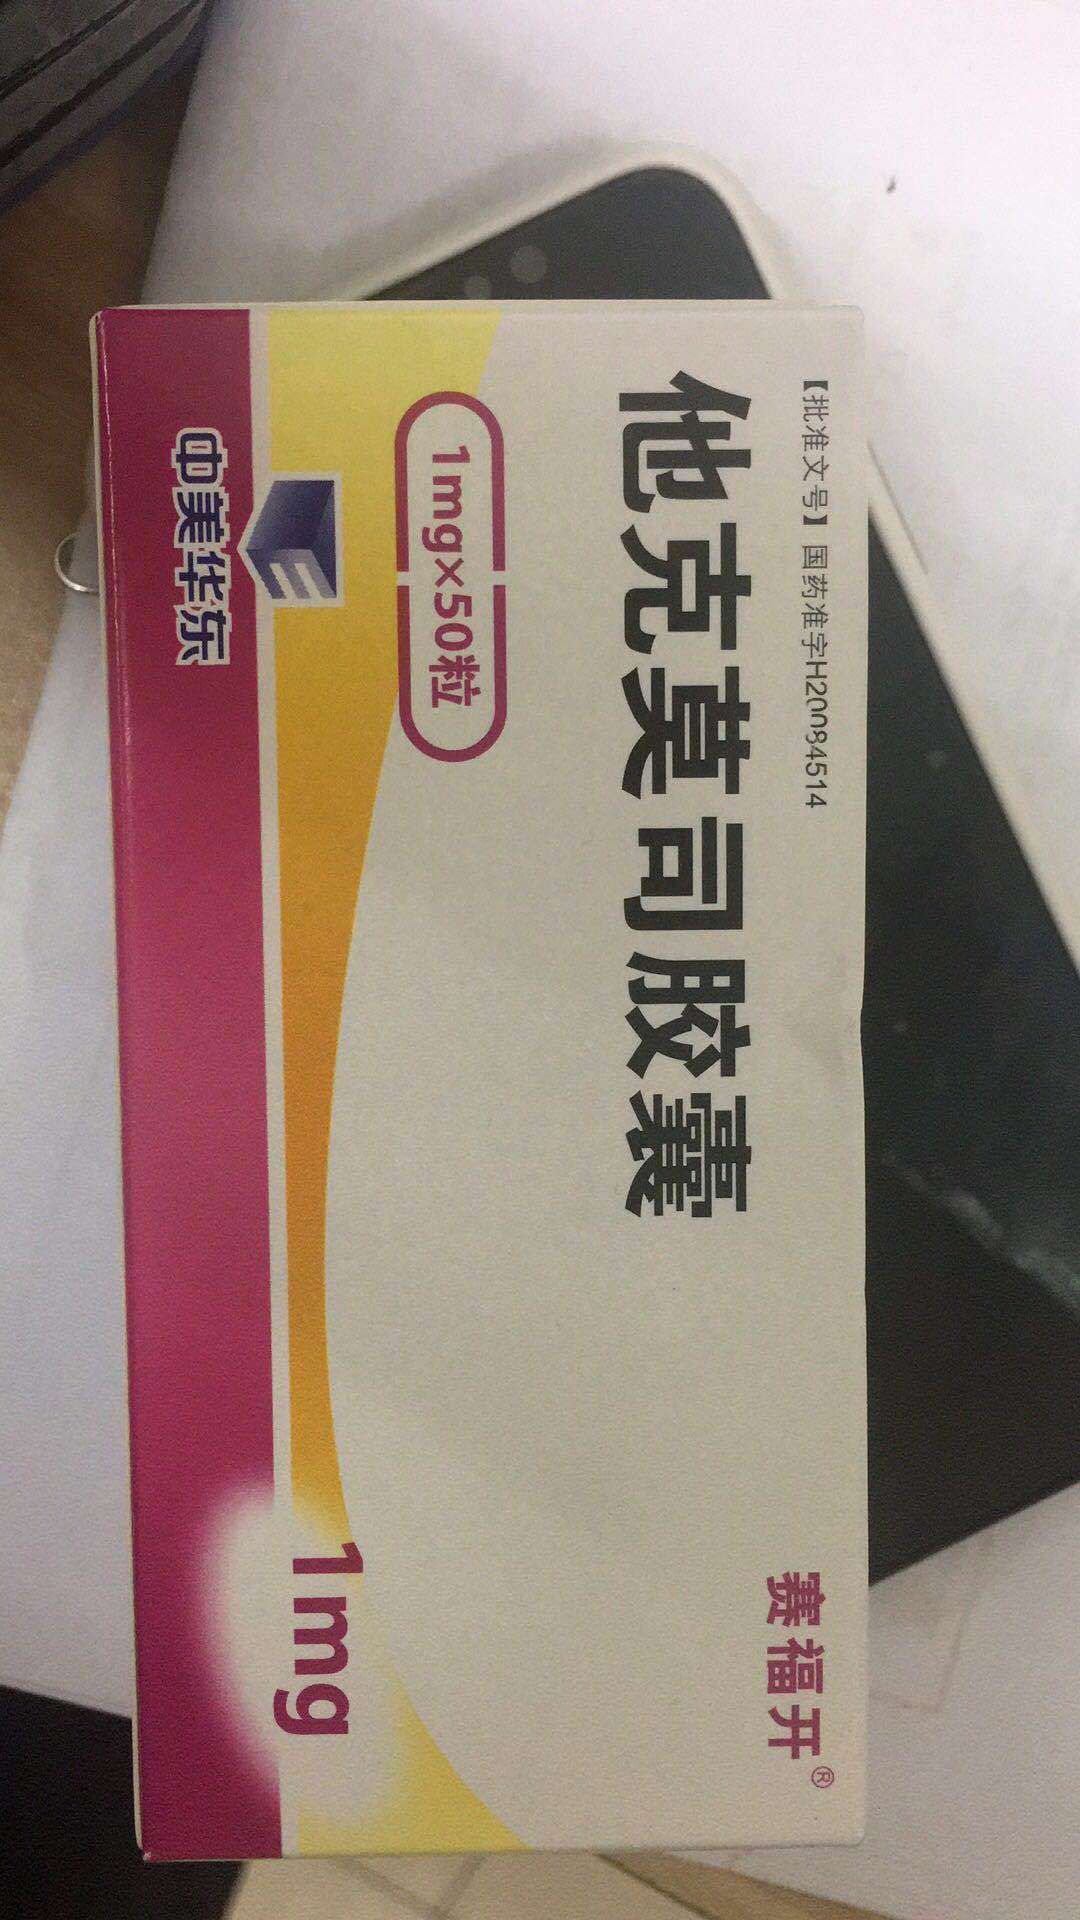 【批准文号】国药准字H20084514
赛福开®
他克莫司胶囊
1mg×50粒
1mg
中美华东